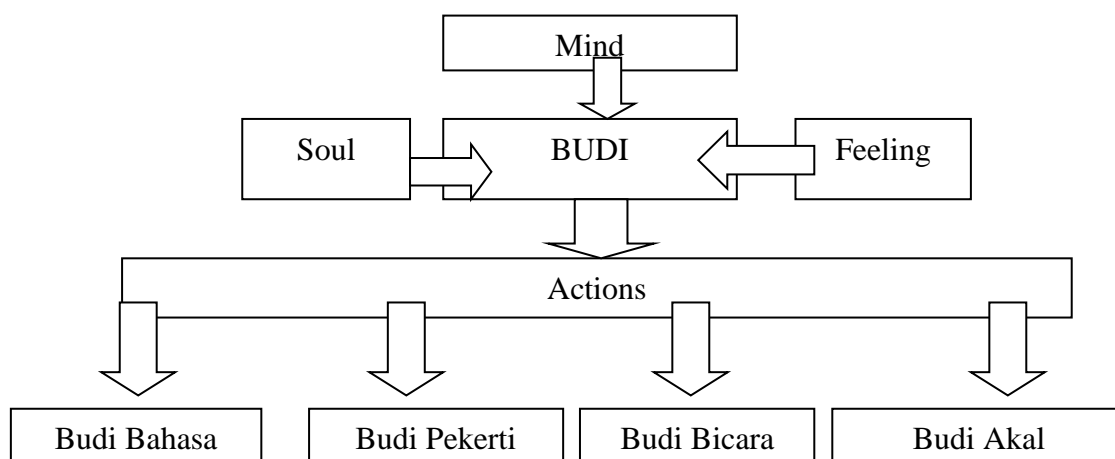 Mind
Soul
BUDI
Feeling
Actions
Budi Bahasa
Budi Pekerti
Budi Bicara
Budi Akal